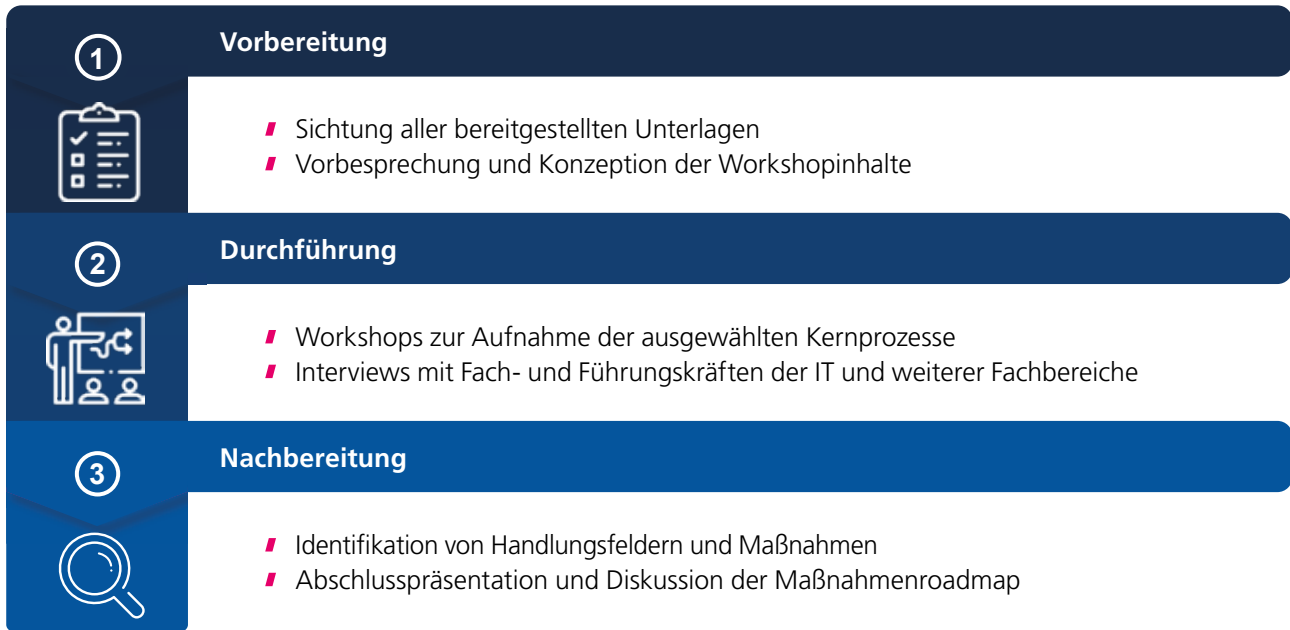 1
Vorbereitung
Sichtung aller bereitgestellten Unterlagen
Vorbesprechung und Konzeption der Workshopinhalte
2
Durchführung
Workshops zur Aufnahme der ausgewählten Kernprozesse
Interviews mit Fach- und Führungskräften der IT und weiterer Fachbereiche
3
Nachbereitung
Identifikation von Handlungsfeldern und Maßnahmen
Abschlusspräsentation und Diskussion der Maßnahmenroadmap